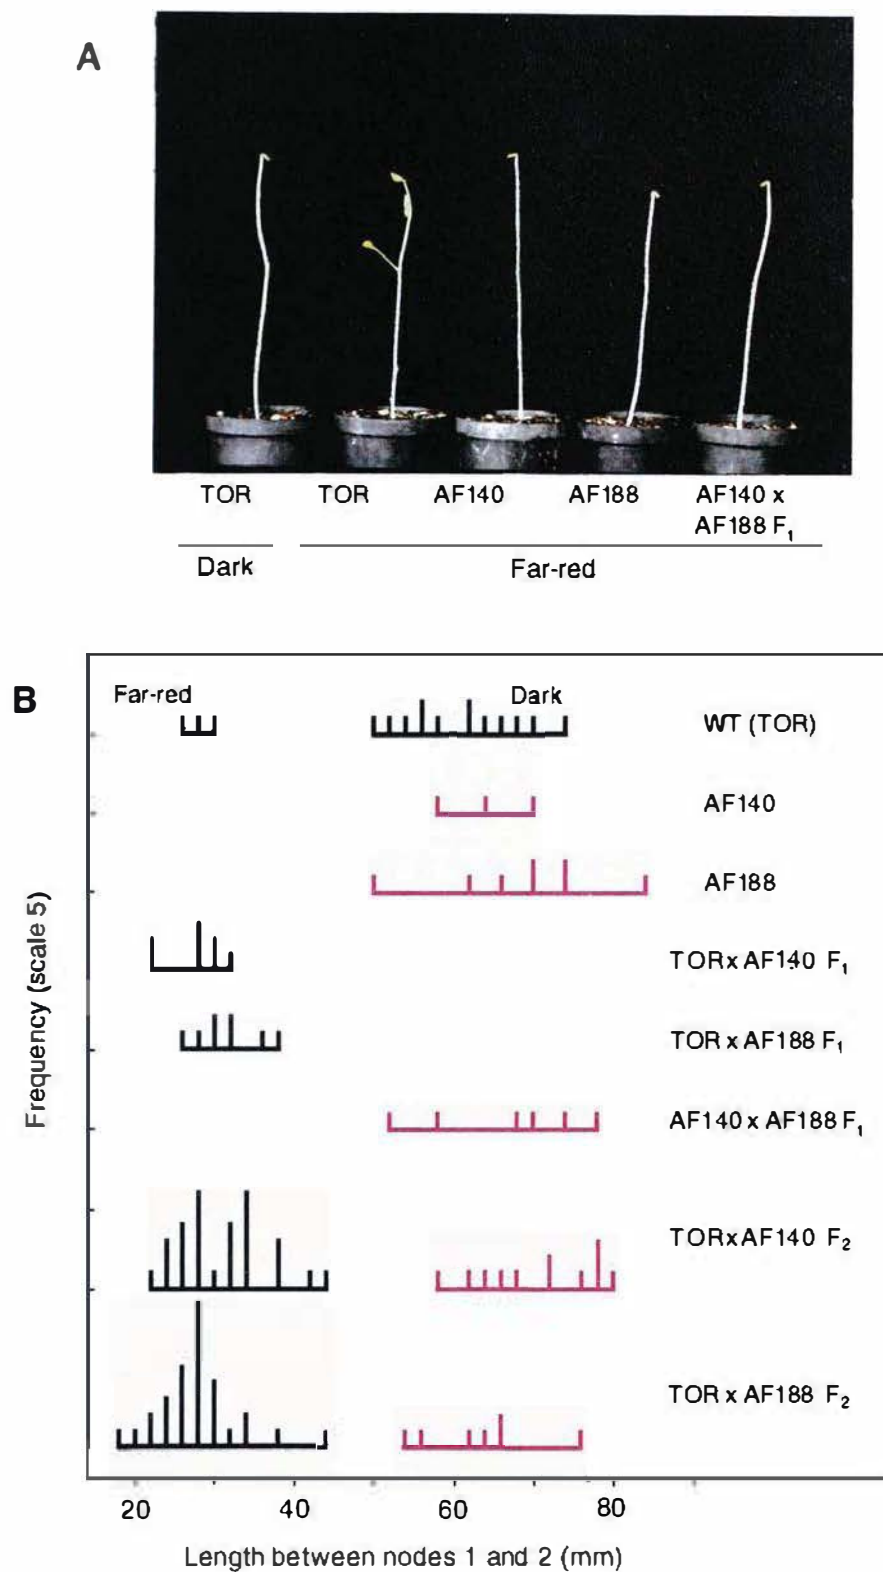 A
TOR TOR AF140 AF188 AF140 x
AF188 F₁
Dark Far-red
B
Far-red Dark
WT (TOR)
AF140
AF188
TOR x AF140 F₁
TOR x AF188 F₁
AF140 x AF188 F₁
TOR x AF140 F₂
TOR x AF188 F₂
Frequency (scale 5)
20 40 60 80
Length between nodes 1 and 2 (mm)